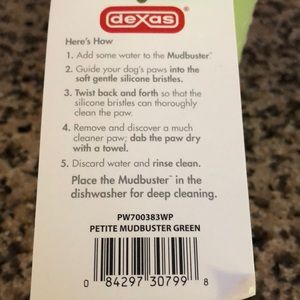 dexas
Here's How
1. Add some water to the Mudbuster™
2. Guide your dog's paws into the
soft gentle silicone bristles.
3. Twist back and forth so that the
silicone bristles can thoroughly
clean the paw.
4. Remove and discover a much
cleaner paw; dab the paw dry
with a towel.
5. Discard water and rinse clean.
Place the Mudbuster™ in the
dishwasher for deep cleaning.
PW700383WP
PETITE MUDBUSTER GREEN
0 84297 30799 8